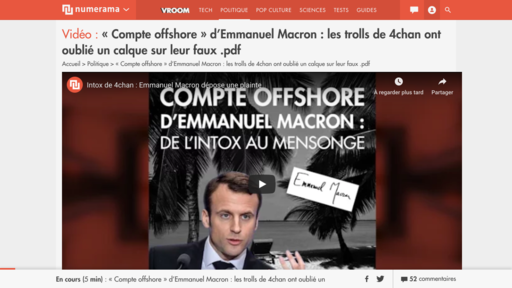 numerama
VROOM TECH POLITIQUE POP CULTURE SCIENCES TESTS GUIDES
Vidéo : « Compte offshore » d’Emmanuel Macron : les trolls de 4chan ont
oublié un calque sur leur faux .pdf
Accueil > Politique > « Compte offshore » d’Emmanuel Macron : les trolls de 4chan ont oublié un calque sur leur faux .pdf
Intox de 4chan : Emmanuel Macron dépose une plainte
À regarder plus tard
Partager
COMPTE OFFSHORE
D’EMMANUEL MACRON :
DE L’INTOX AU MENSONGE
Emmanuel Macron
En cours (5 min) : « Compte offshore » d’Emmanuel Macron : les trolls de 4chan ont oublié un
52 commentaires